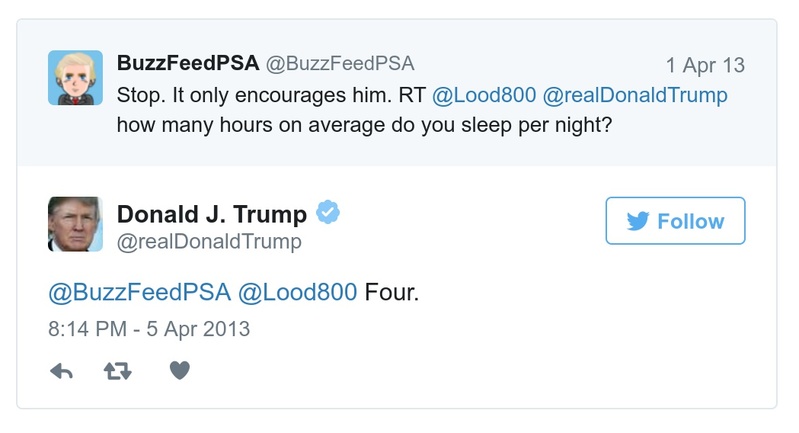 BuzzFeedPSA @BuzzFeedPSA 1 Apr 13
Stop. It only encourages him. RT @Lood800 @realDonaldTrump
how many hours on average do you sleep per night?
Donald J. Trump
@realDonaldTrump
Follow
@BuzzFeedPSA @Lood800 Four.
8:14 PM - 5 Apr 2013